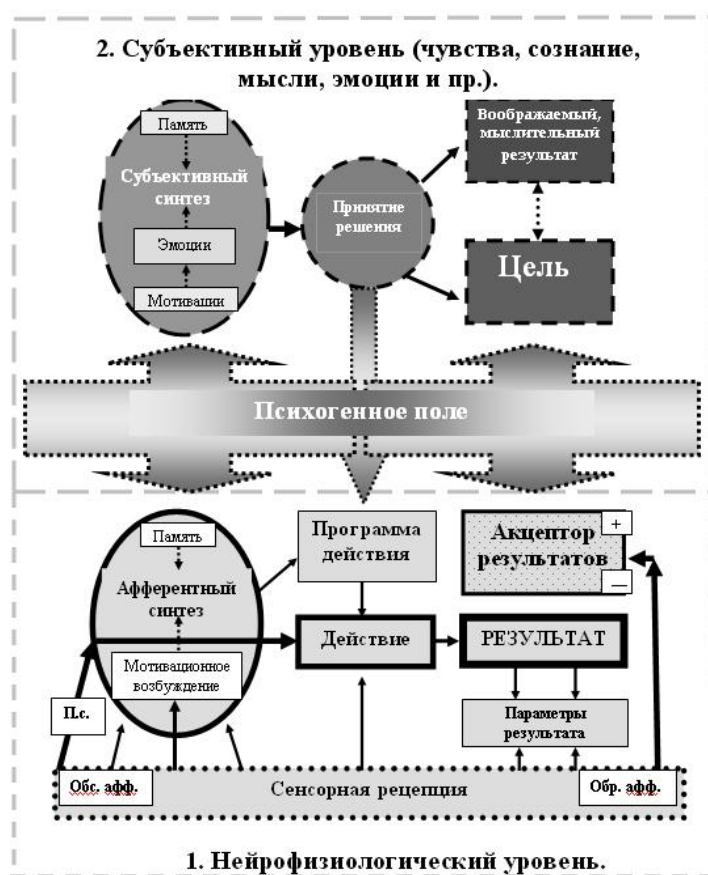 2. Субъективный уровень (чувства, сознание,
мысли, эмоции и пр.).
Память
Субъективный
синтез
Эмоции
Мотивации
Принятие
решения
Воображаемый,
мыслительный
результат
Цель
Психогенное поле
Память
Афферентный
синтез
Мотивационное
возбуждение
П.с.
Программа
действия
Действие
Акцептор
результатов
+
—
РЕЗУЛЬТАТ
Параметры
результата
Обс. афф.
Сенсорная рецепция
Обр. афф.
1. Нейрофизиологический уровень.